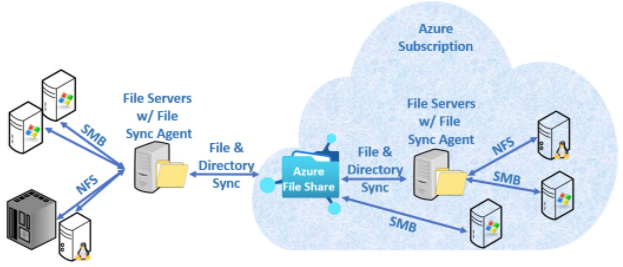 Azure
Subscription
File Servers
w/ File
Sync Agent
SMB
NFS
File &
Directory
Sync
Azure
File Share
File &
Directory
Sync
File Servers
w/ File
Sync Agent
NFS
SMB
SMB